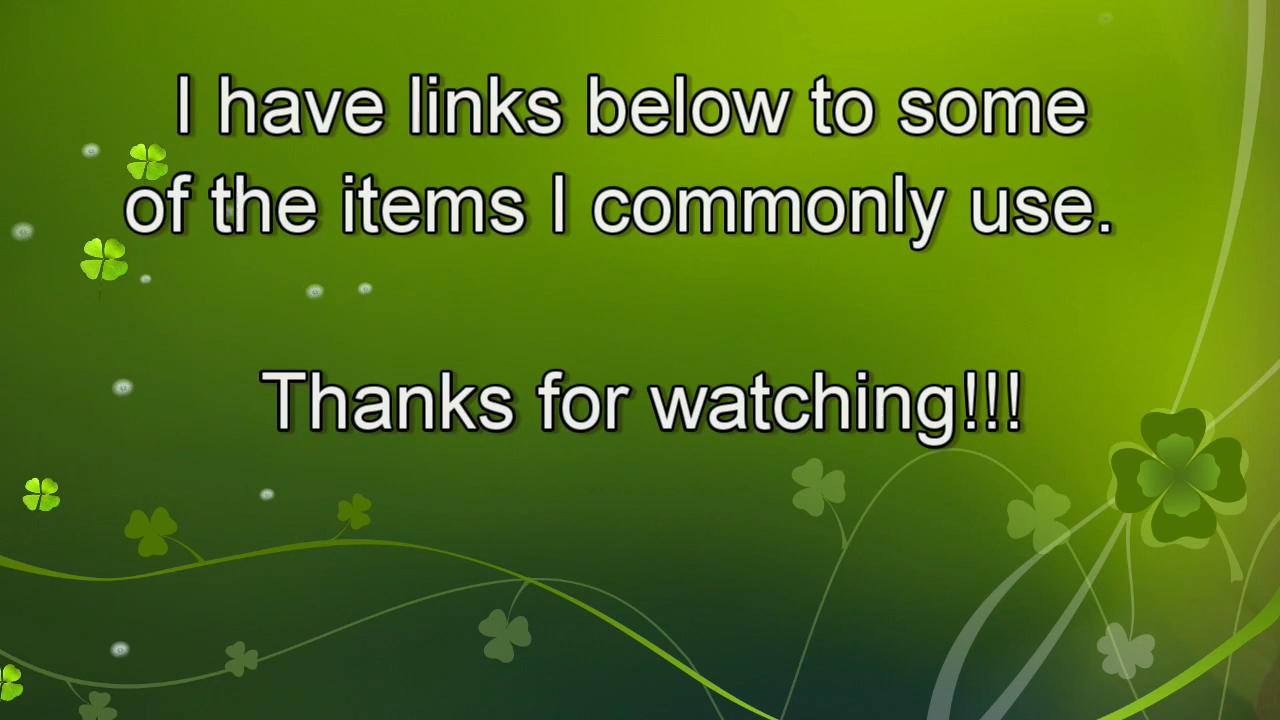 I have links below to some
of the items I commonly use.
Thanks for watching!!!